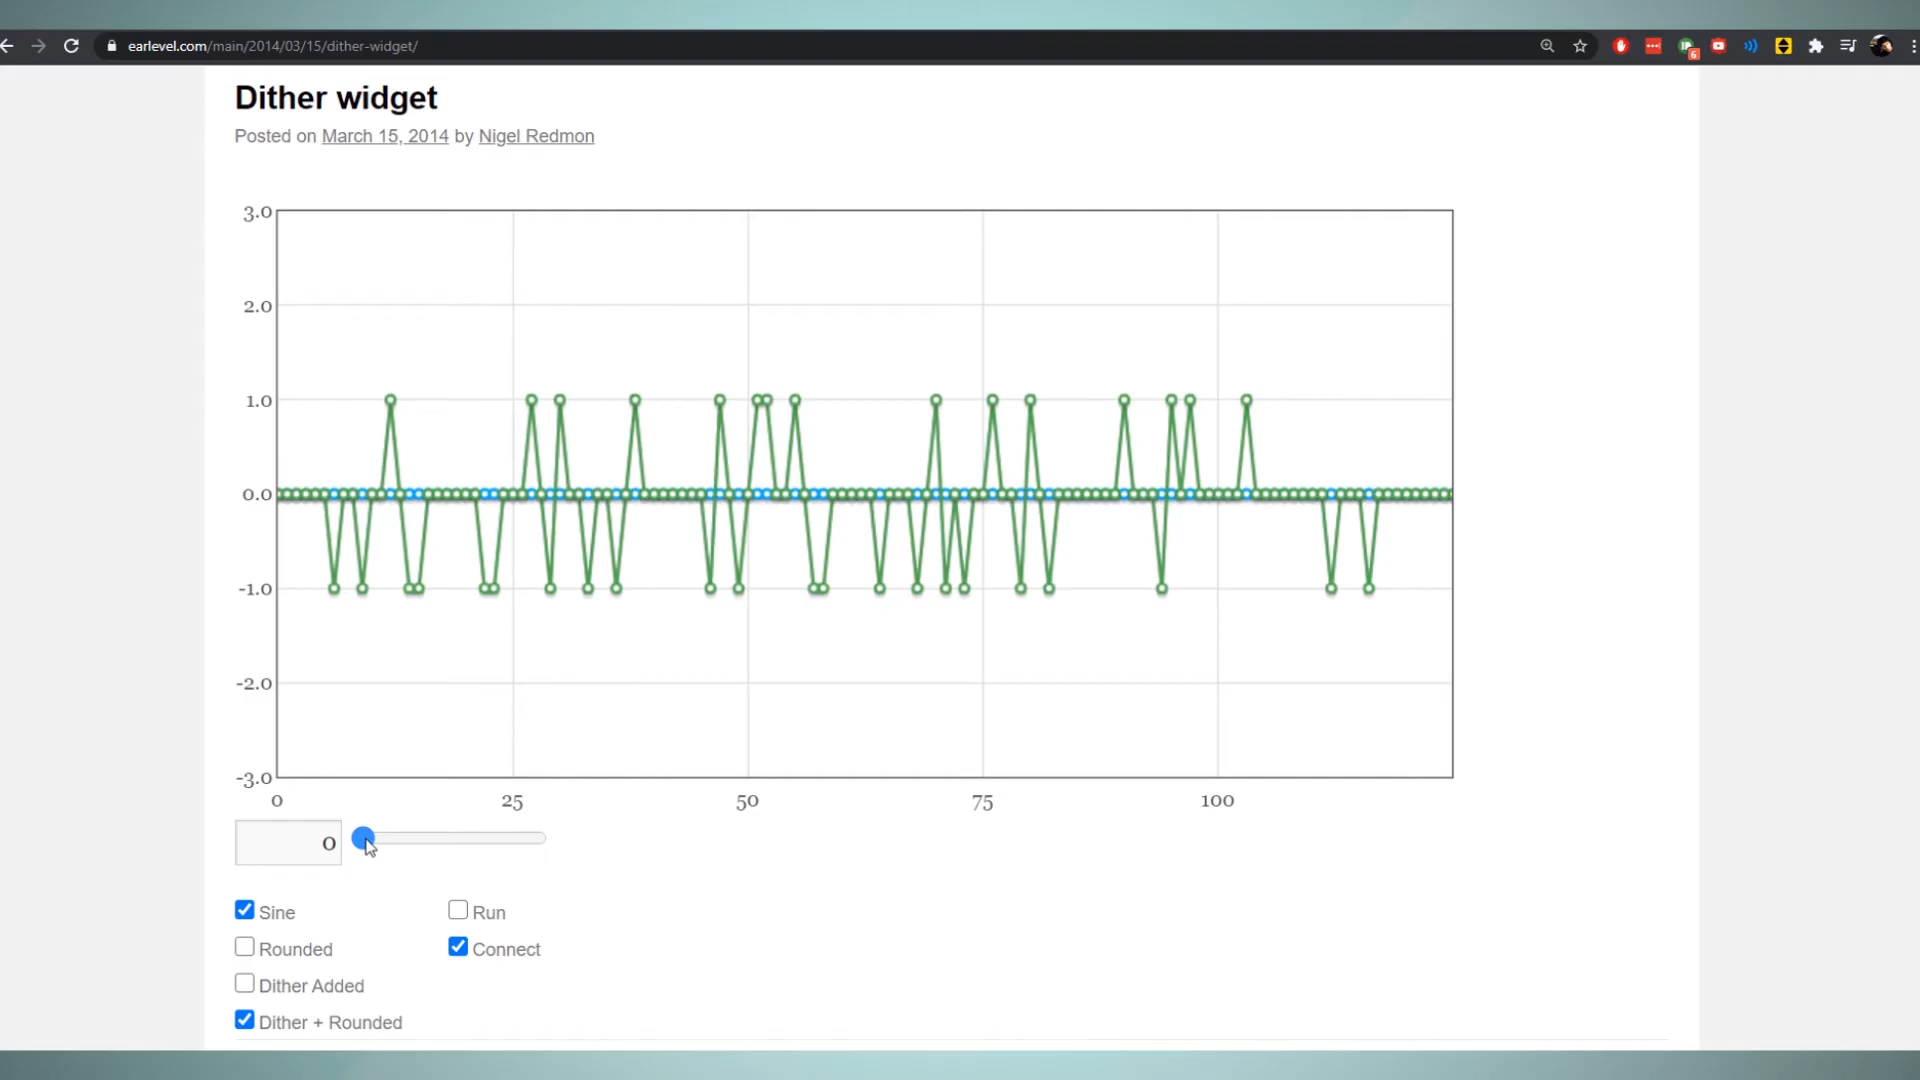 earlevel.com/main/2014/03/15/dither-widget/
6
Dither widget
Posted on March 15, 2014 by Nigel Redmon
3.0
2.0
1.0
0.0
-1.0
-2.0
-3.0
0 25 50 75 100
0
Sine Run
Rounded Connect
Dither Added
Dither + Rounded